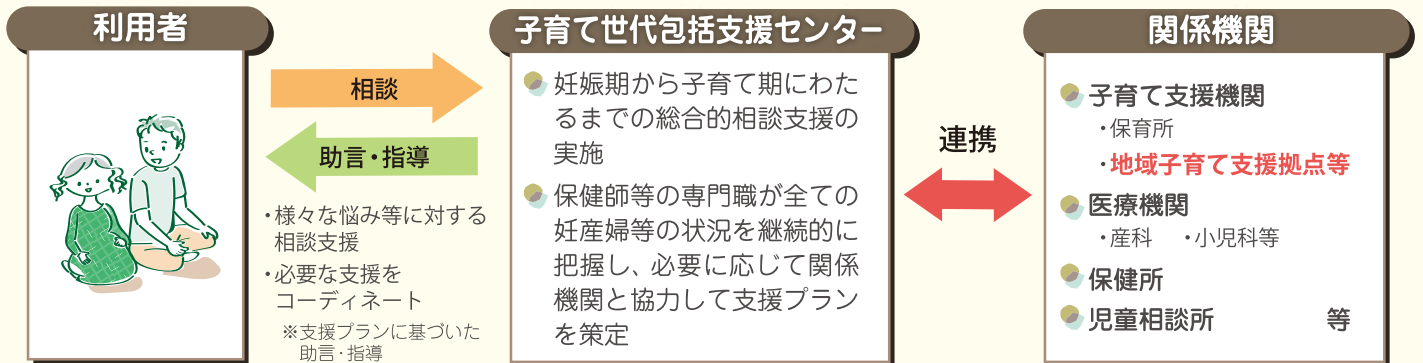 利用者
相談
助言・指導
・様々な悩み等に対する
相談支援
・必要な支援を
コーディネート
※支援プランに基づいた
助言・指導
子育て世代包括支援センター
妊娠期から子育て期にわた
るまでの総合的相談支援の
実施
保健師等の専門職が全ての
妊産婦等の状況を継続的に
把握し、必要に応じて関係
機関と協力して支援プラン
を策定
連携
関係機関
子育て支援機関
・保育所
・地域子育て支援拠点等
医療機関
・産科 ・小児科等
保健所
児童相談所 等